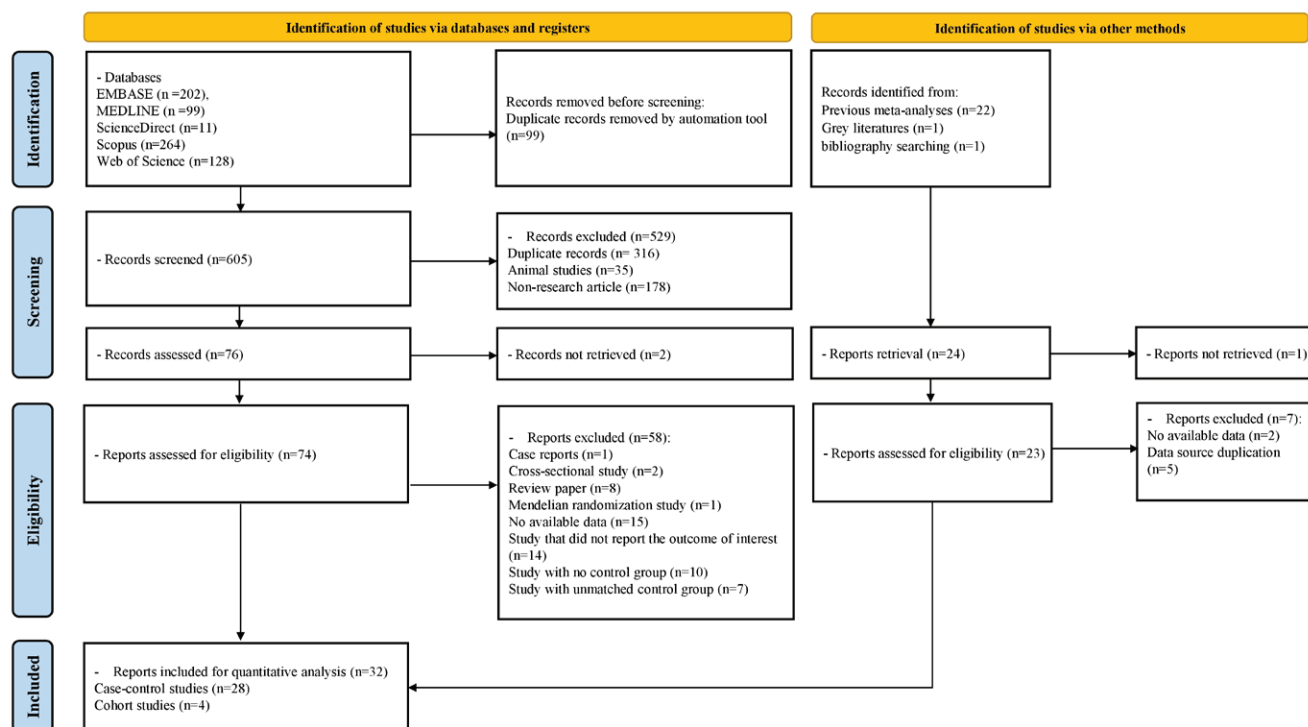 Identification of studies via databases and registers
Identification of studies via other methods
Identification
- Databases
EMBASE (n =202),
MEDLINE (n =99)
ScienceDirect (n=11)
Scopus (n=264)
Web of Science (n=128)
Records removed before screening:
Duplicate records removed by automation tool
(n=99)
Records identified from:
Previous meta-analyses (n=22)
Grey literatures (n=1)
bibliography searching (n=1)
Screening
- Records screened (n=605)
- Records excluded (n=529)
Duplicate records (n= 316)
Animal studies (n=35)
Non-research article (n=178)
- Records assessed (n=76)
- Records not retrieved (n=2)
- Reports retrieval (n=24)
- Reports not retrieved (n=1)
Eligibility
- Reports assessed for eligibility (n=74)
- Reports excluded (n=58):
Case reports (n=1)
Cross-sectional study (n=2)
Review paper (n=8)
Mendelian randomization study (n=1)
No available data (n=15)
Study that did not report the outcome of interest
(n=14)
Study with no control group (n=10)
Study with unmatched control group (n=7)
- Reports assessed for eligibility (n=23)
- Reports excluded (n=7):
No available data (n=2)
Data source duplication
(n=5)
Included
- Reports included for quantitative analysis (n=32)
Case-control studies (n=28)
Cohort studies (n=4)